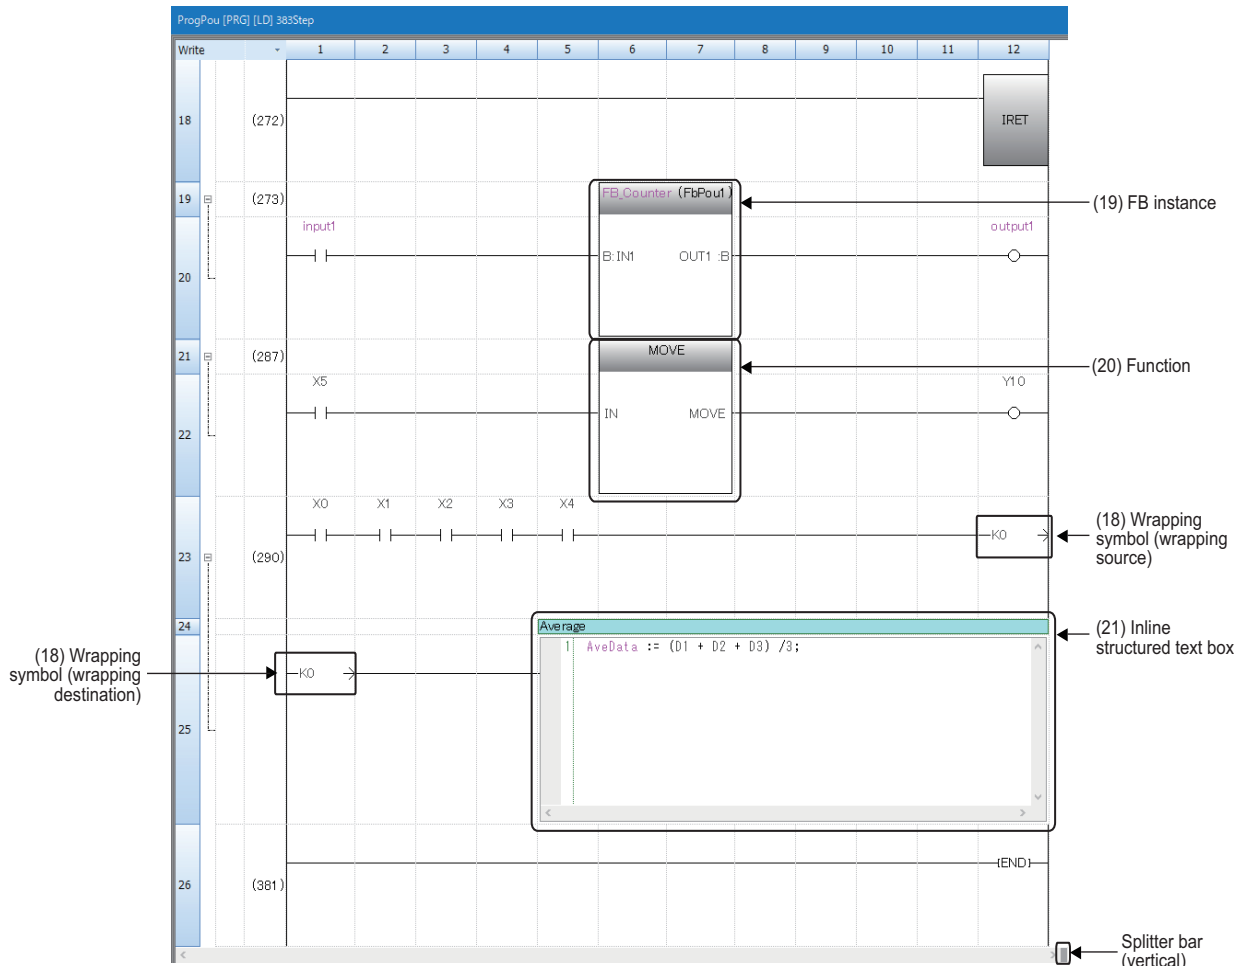 ProgPou [PRG] [LD] 383Step
Write 1 2 3 4 5 6 7 8 9 10 11 12
18 (272) IRET
19 (273) FB_Counter (FbPou1) (19) FB instance
input1 output1
B:IN1 OUT1 :B
20
21 (287) MOVE
(20) Function
X5 Y10
IN MOVE
22
X0 X1 X2 X3 X4
K0
(18) Wrapping
symbol (wrapping
source)
23 (290)
24 Average
(21) Inline
structured text box
1 AveData := (D1 + D2 + D3) /3;
(18) Wrapping
symbol (wrapping
destination)
K0
25
END
26 (381)
Splitter bar
(vertical)